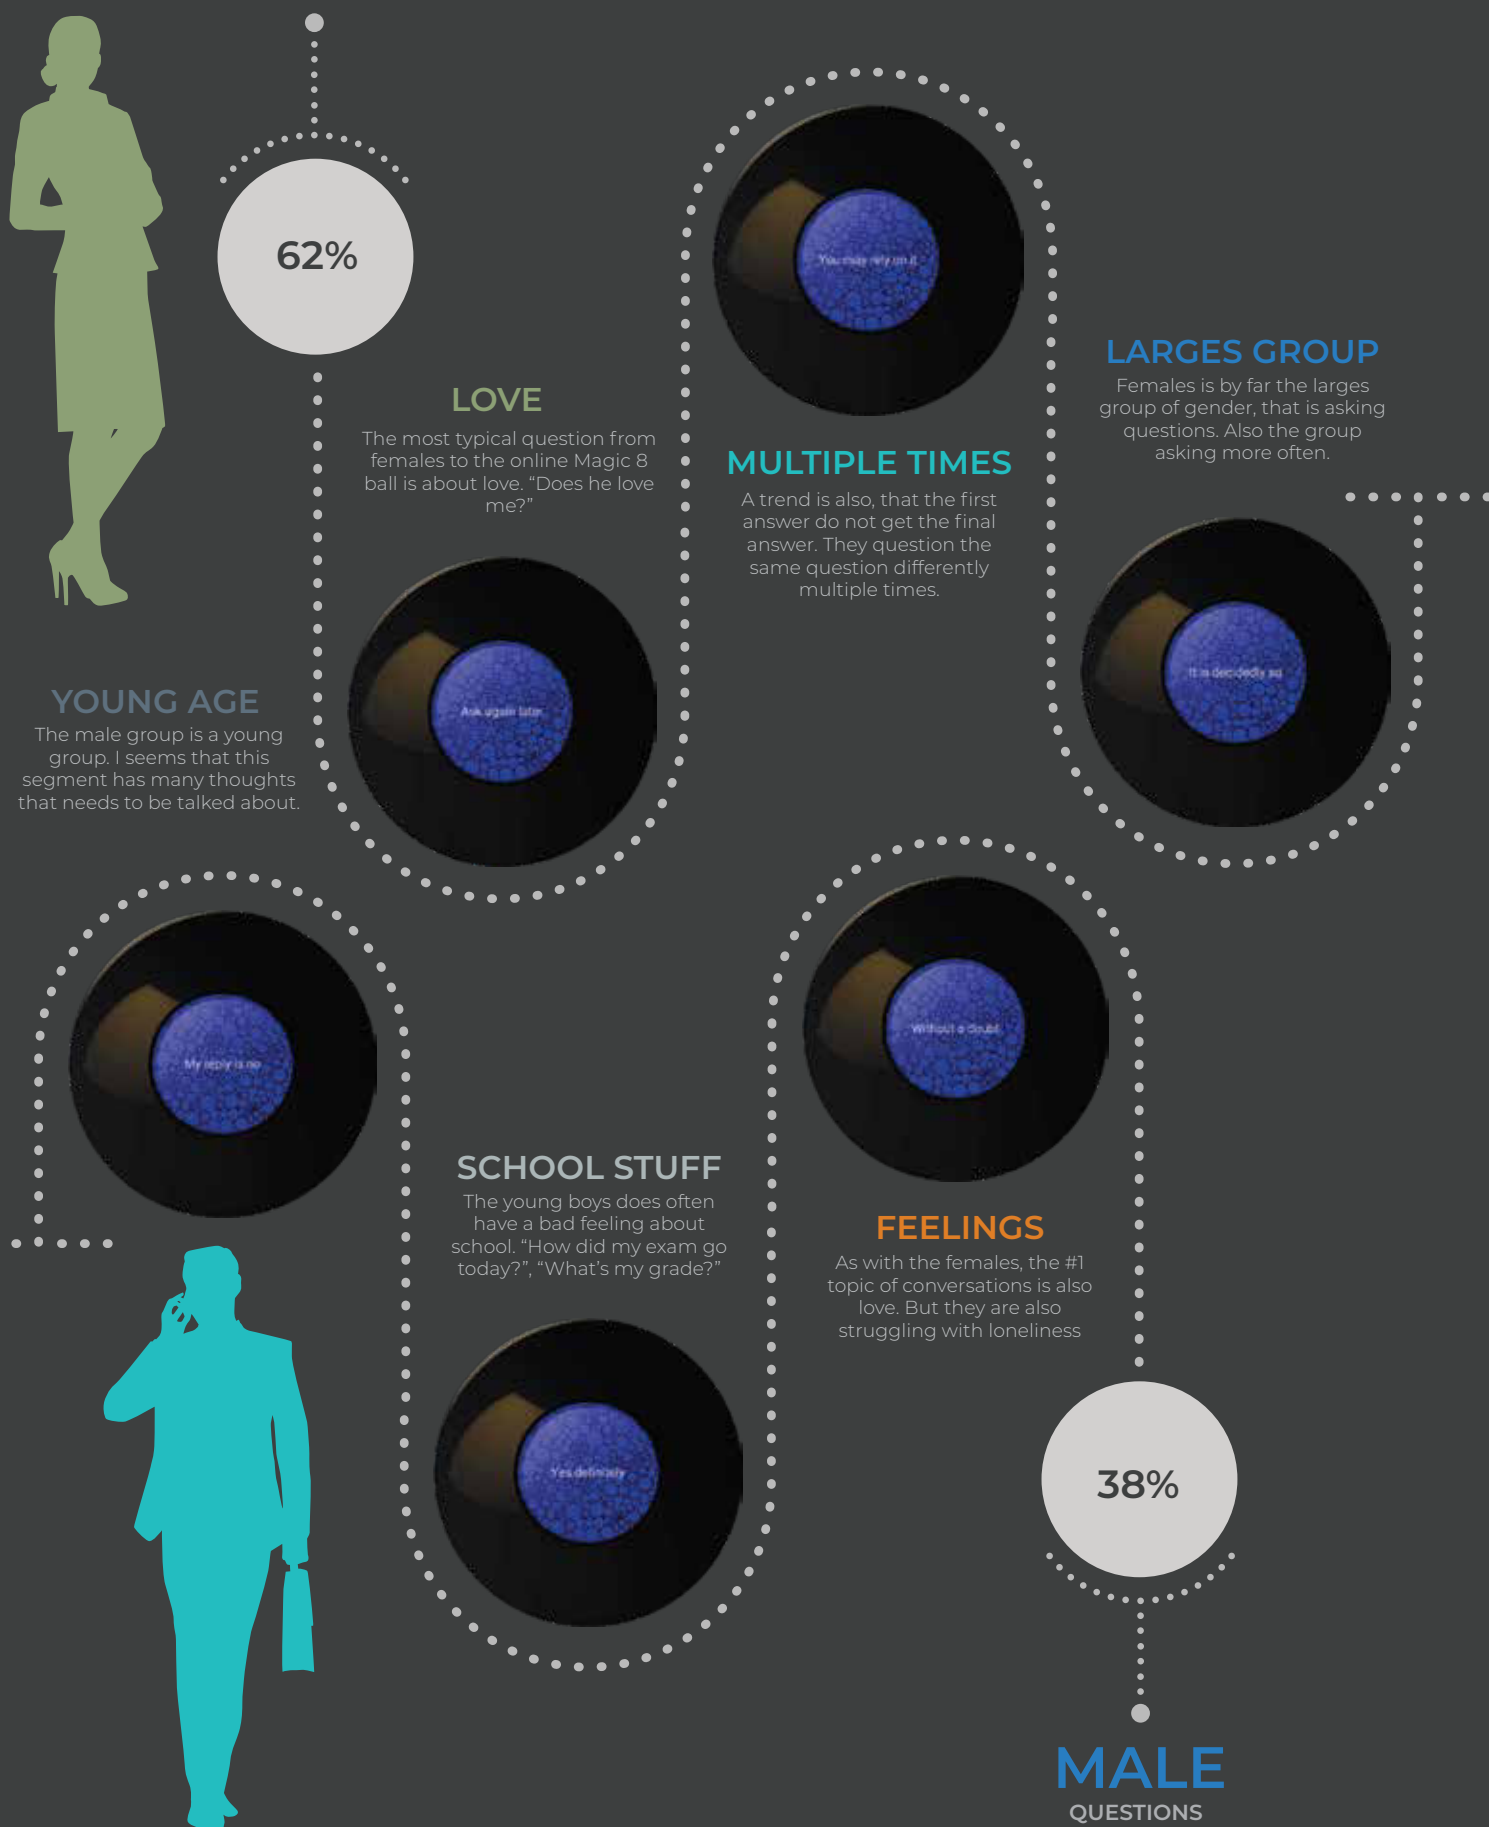 62%
LOVE
The most typical question from
females to the online Magic 8
ball is about love. “Does he love
me?”
Ask again later
You may rely on it
MULTIPLE TIMES
A trend is also, that the first
answer do not get the final
answer. They question the
same question differently
multiple times.
LARGES GROUP
Females is by far the larges
group of gender, that is asking
questions. Also the group
asking more often.
It is decidedly so
YOUNG AGE
The male group is a young
group. I seems that this
segment has many thoughts
that needs to be talked about.
My reply is no
SCHOOL STUFF
The young boys does often
have a bad feeling about
school. “How did my exam go
today?”, “What’s my grade?”
Yes definitely
Without a doubt
FEELINGS
As with the females, the #1
topic of conversations is also
love. But they are also
struggling with loneliness
38%
MALE
QUESTIONS